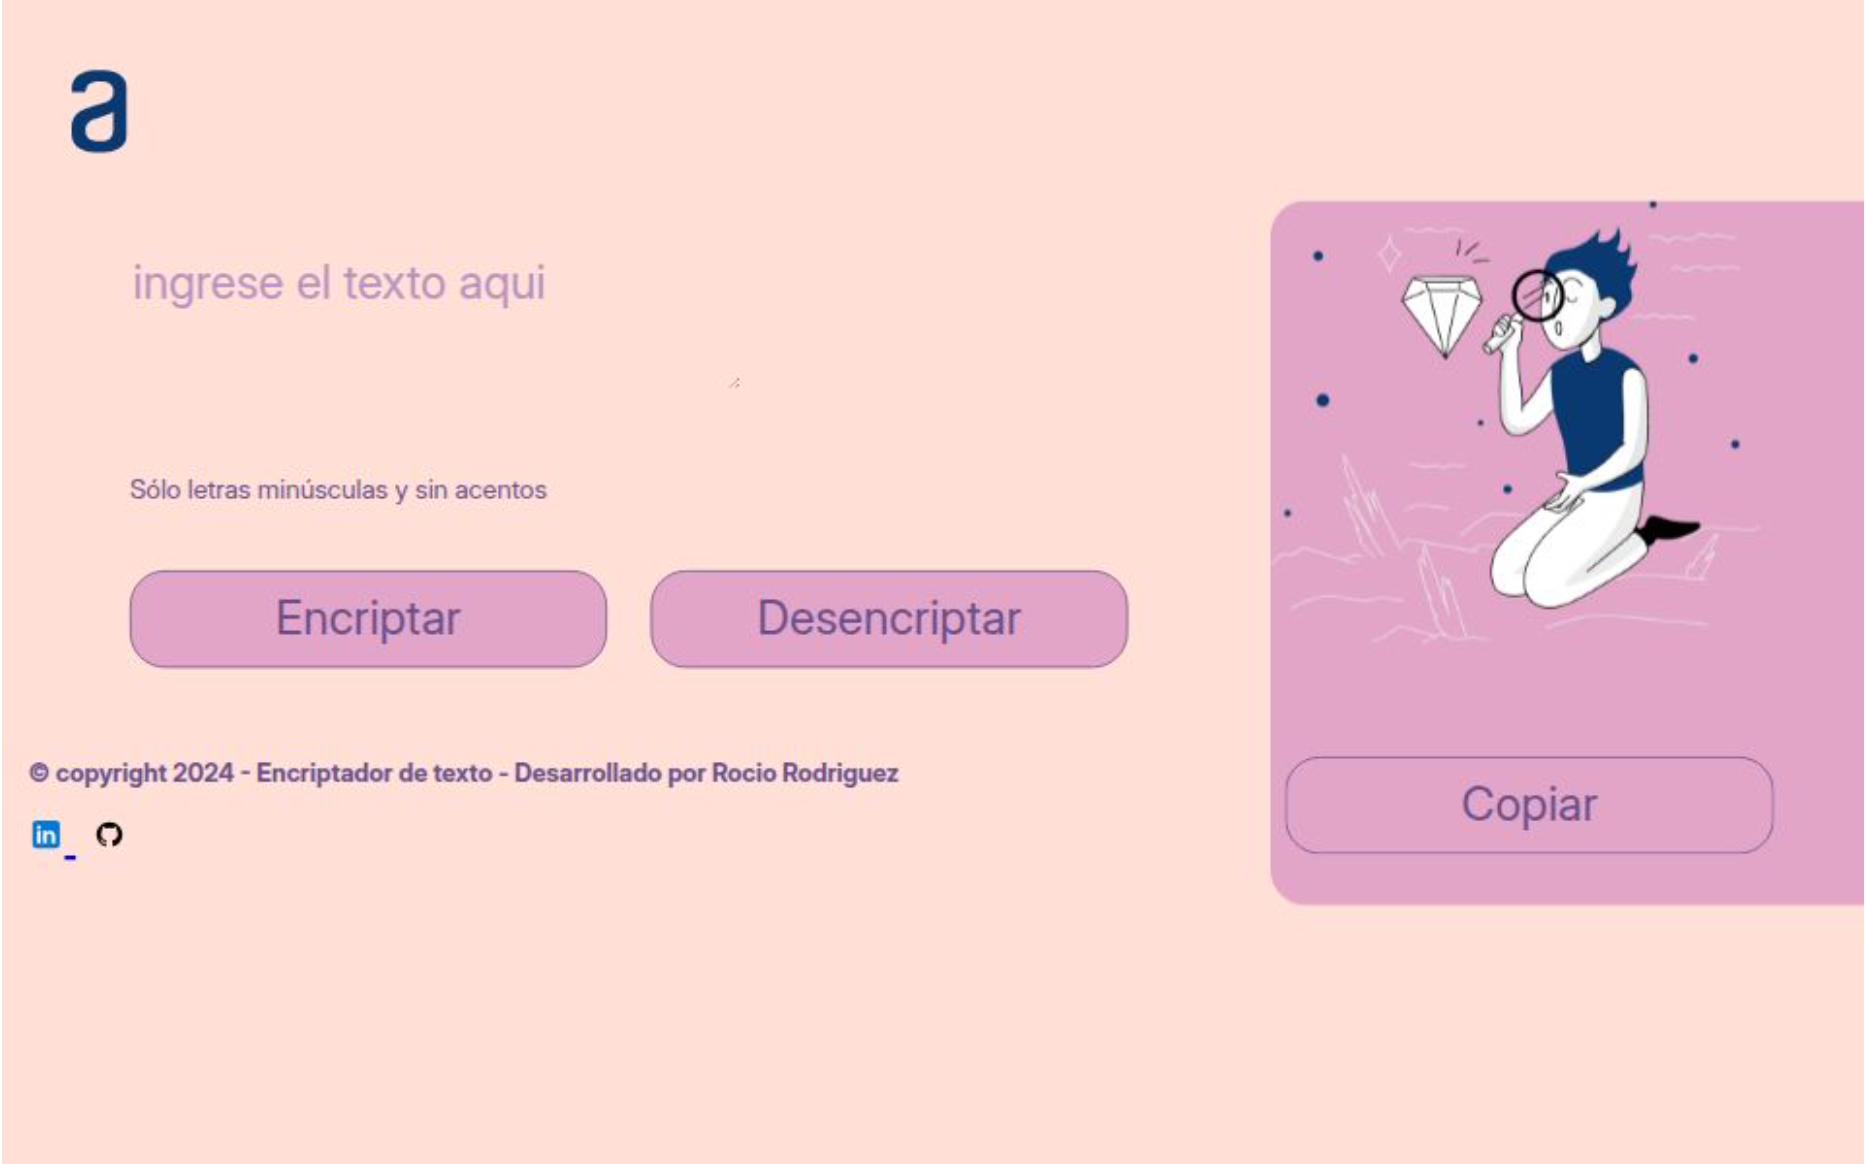 a
ingrese el texto aqui
Sólo letras minúsculas y sin acentos
Encriptar
Desencriptar
© copyright 2024 - Encriptador de texto - Desarrollado por Rocio Rodriguez
in
Copiar